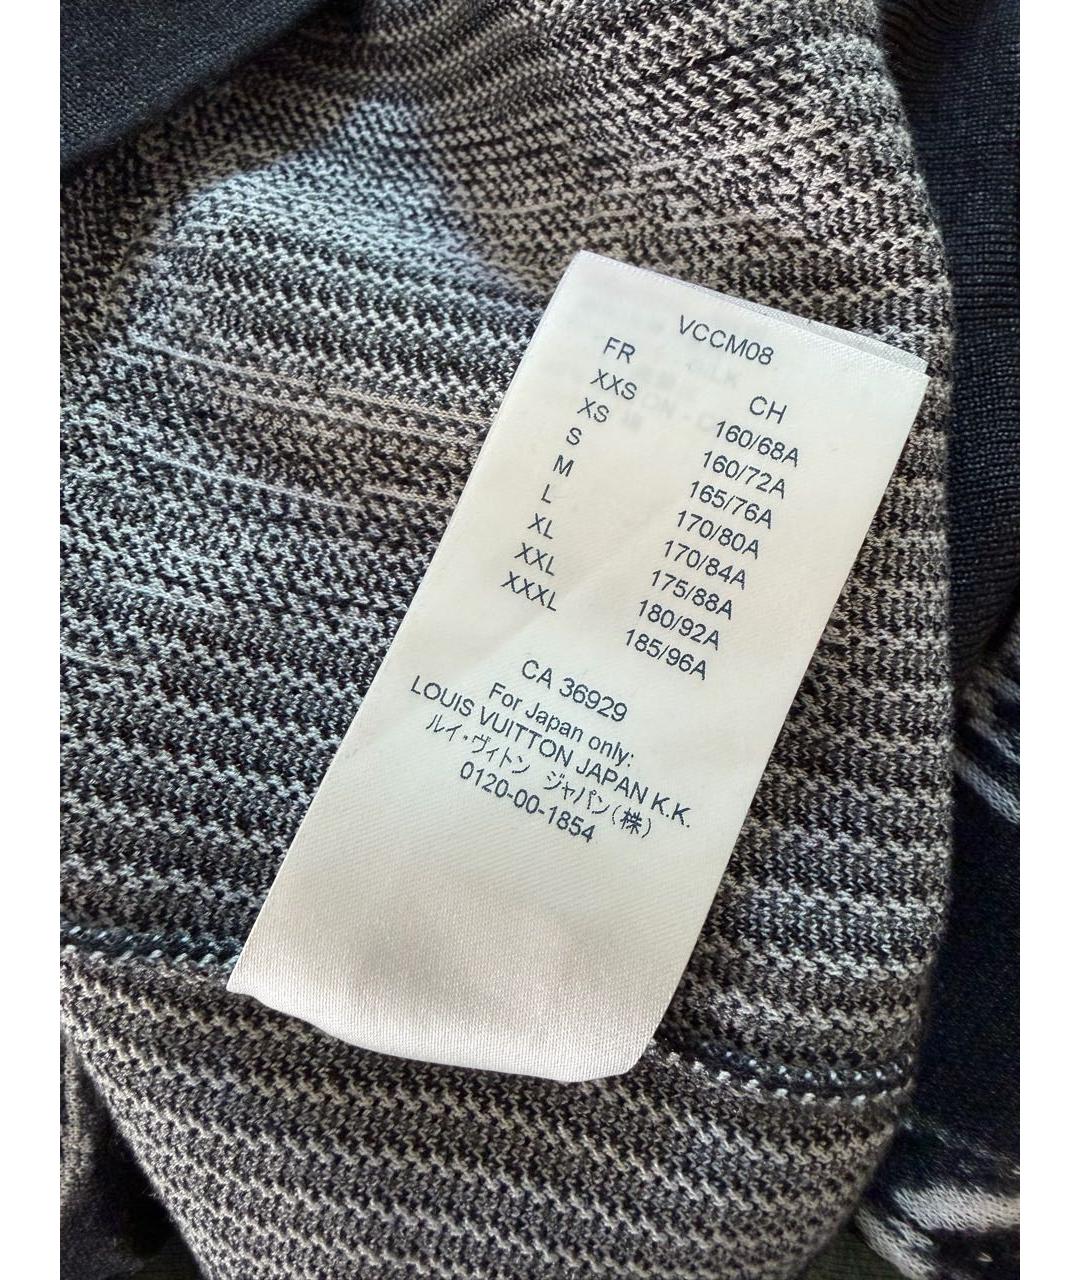 VCCM08
FR CH
XXS 160/68A
XS 160/72A
S 165/76A
M 170/80A
L 170/84A
XL 175/88A
XXL 180/92A
XXXL 185/96A
CA 36929
For Japan only:
LOUIS VUITTON JAPAN K.K.
ルイ・ヴィトン ジャパン(株)
0120-00-1854